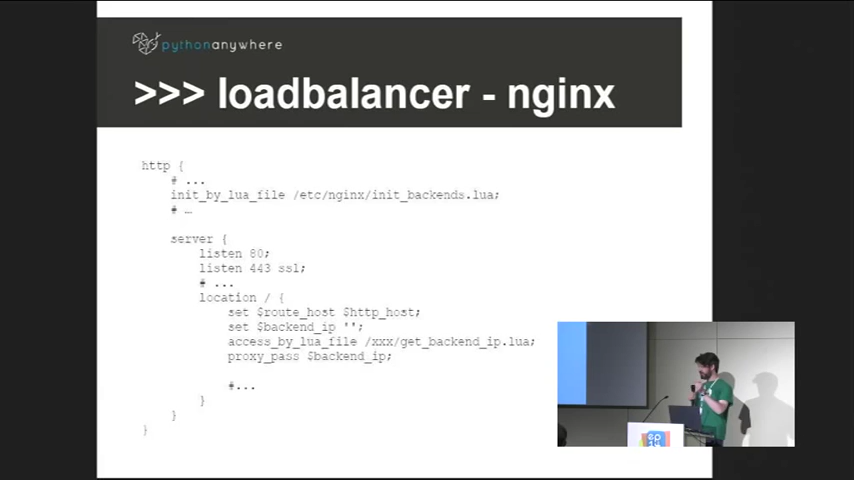 pythonanywhere
>>> loadbalancer - nginx
http {
# ...
init_by_lua_file /etc/nginx/init_backends.lua;
# …
server {
listen 80;
listen 443 ssl;
# ...
location / {
set $route_host $http_host;
set $backend_ip '';
access_by_lua_file /xxx/get_backend_ip.lua;
proxy_pass $backend_ip;
#...
}
}
}